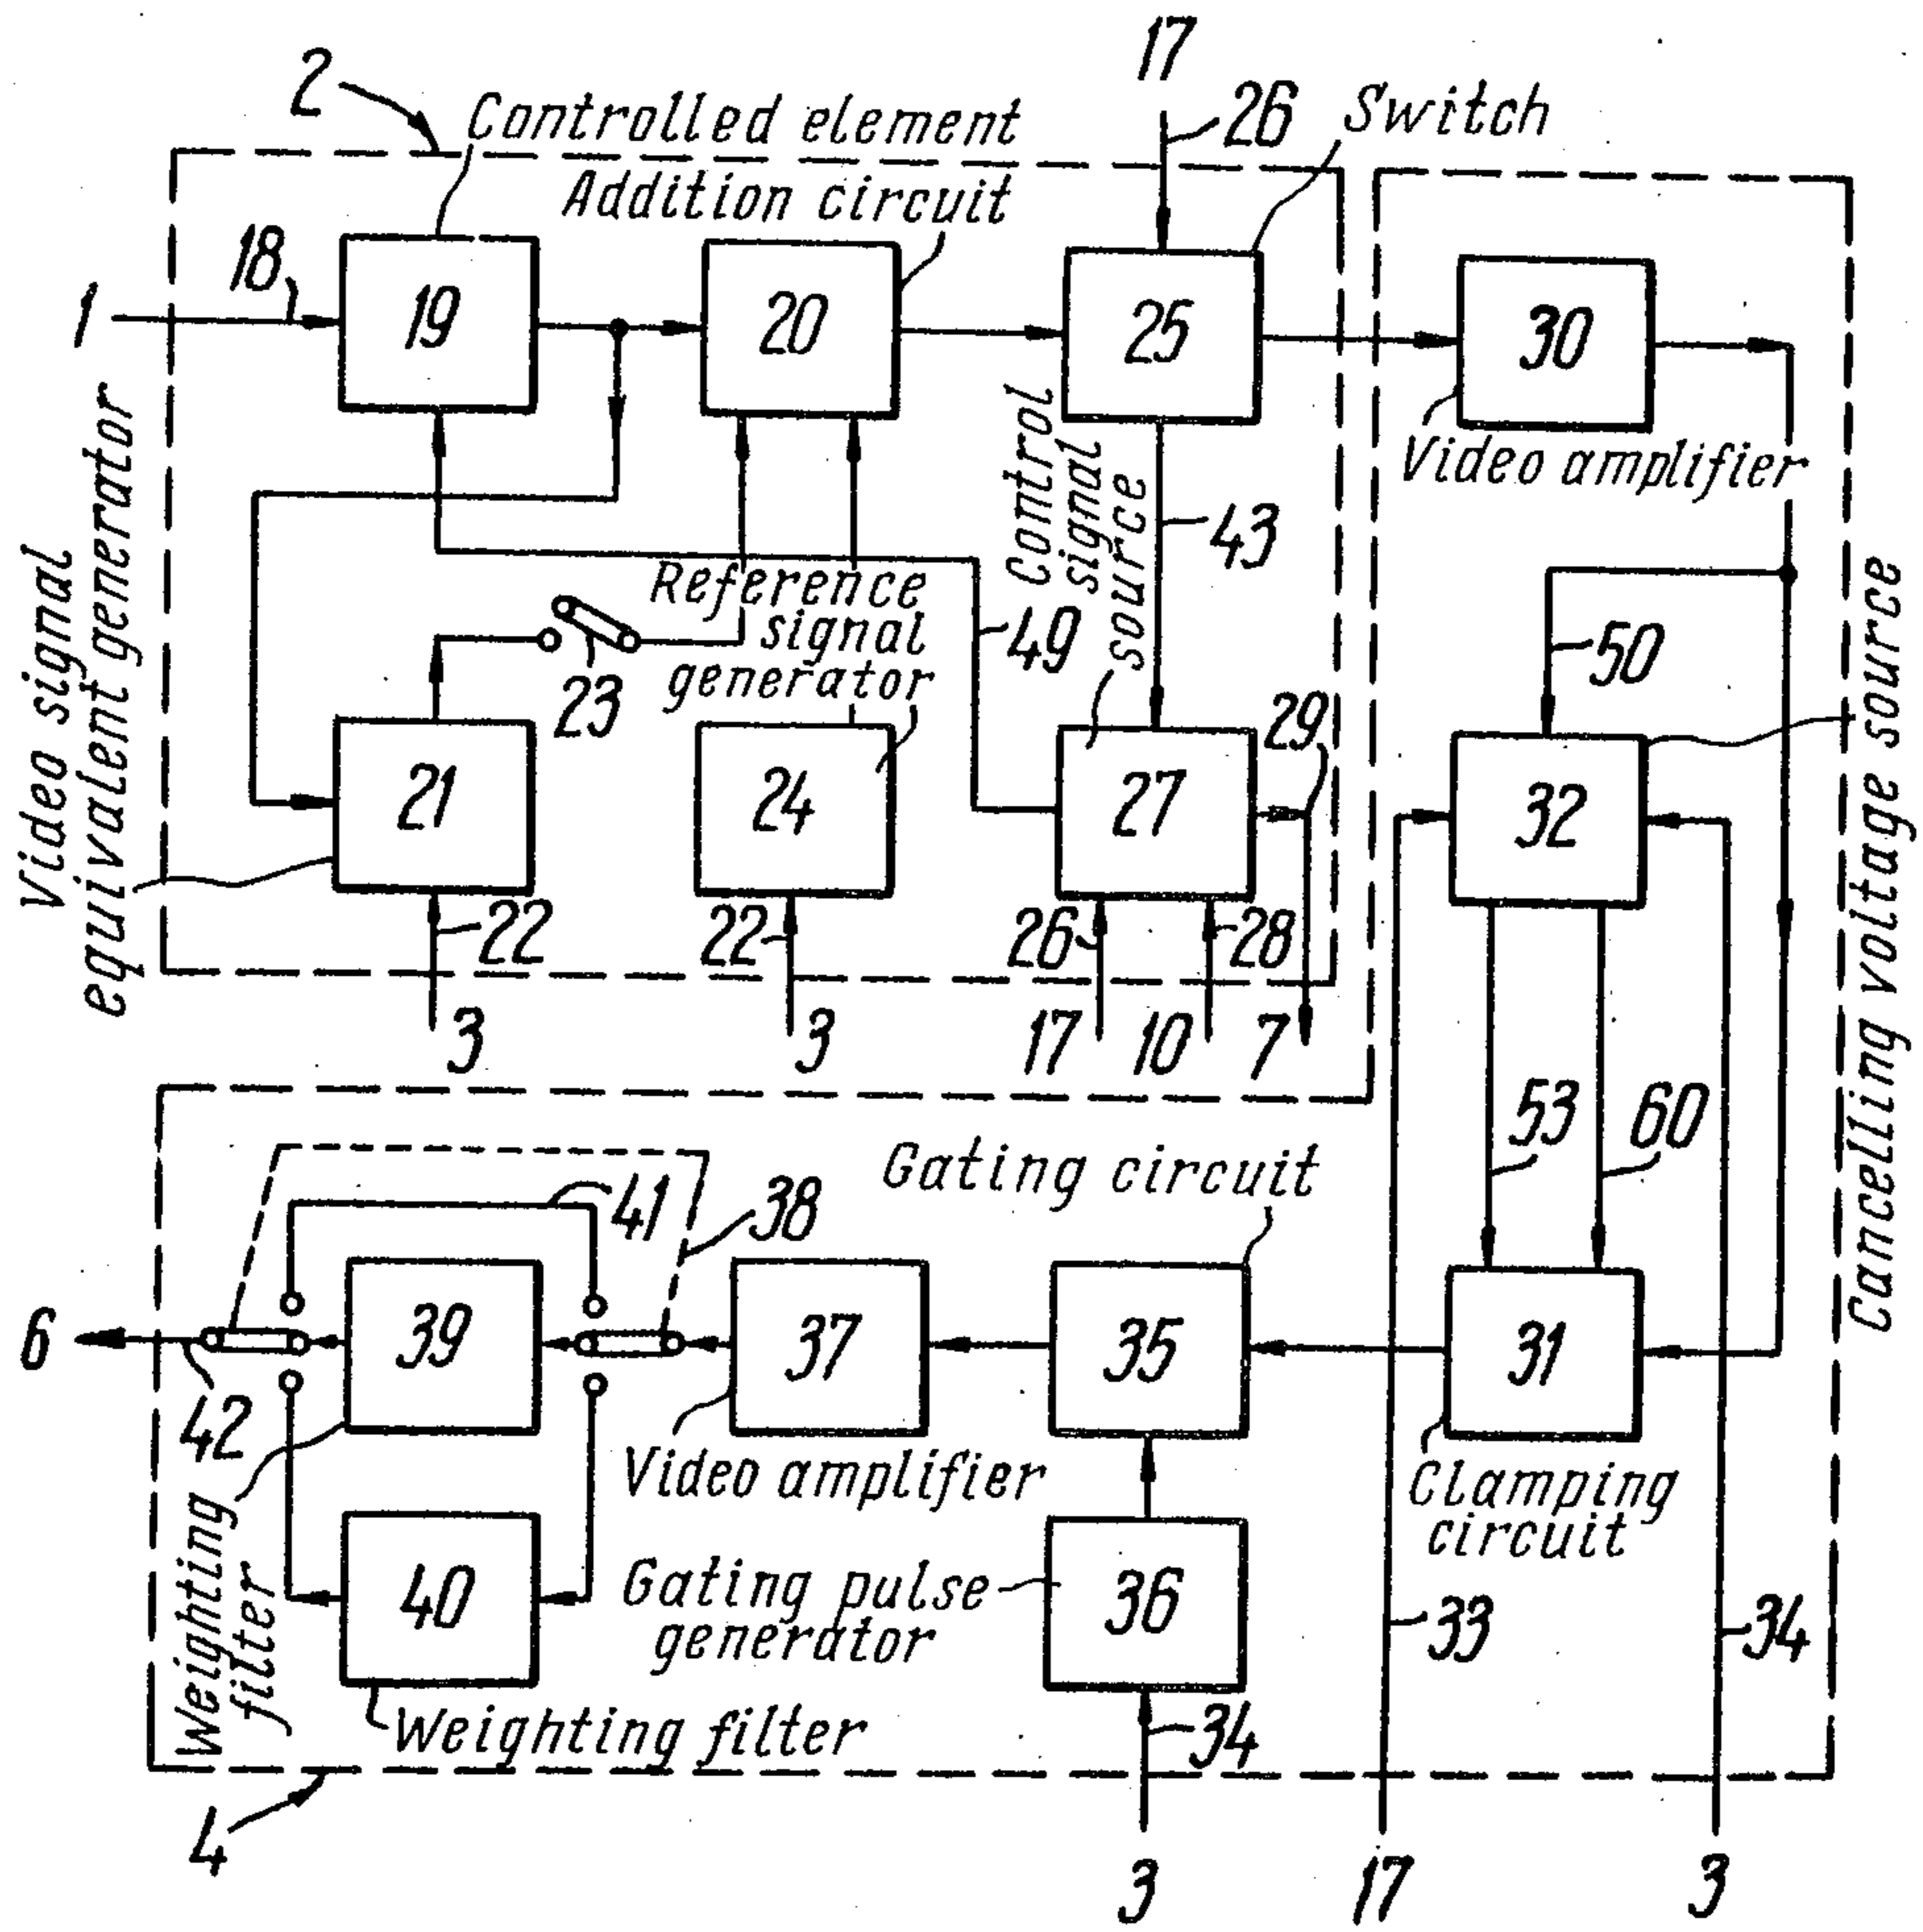 17
2
Controlled element
26
Switch
Addition circuit
18
1
19
20
25
30
Video amplifier
Video signal
equivalent generator
Control
signal
source
43
Reference
signal
generator
49
50
23
29
21
24
27
32
Cancelling voltage source
22
22
26
28
3
3
17
10
7
53
60
Gating circuit
41
38
6
39
37
35
31
42
Video amplifier
Clamping
circuit
Weighting
filter
40
Gating pulse
generator
36
33
34
Weighting filter
34
4
3
17
3